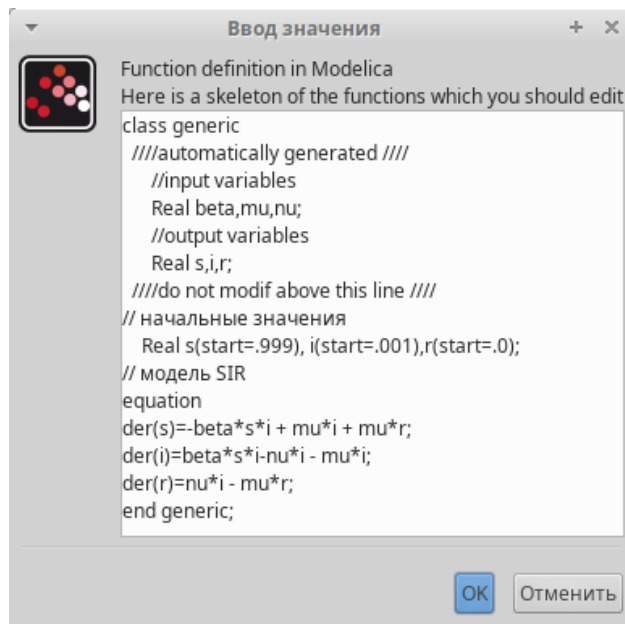 Ввод значения
Function definition in Modelica
Here is a skeleton of the functions which you should edit
class generic
////automatically generated ////
//input variables
Real beta,mu,nu;
//output variables
Real s,i,r;
////do not modif above this line ////
// начальные значения
Real s(start=.999), i(start=.001),r(start=.0);
// модель SIR
equation
der(s)=-beta*s*i + mu*i + mu*r;
der(i)=beta*s*i-nu*i - mu*i;
der(r)=nu*i - mu*r;
end generic;
OK
Отменить